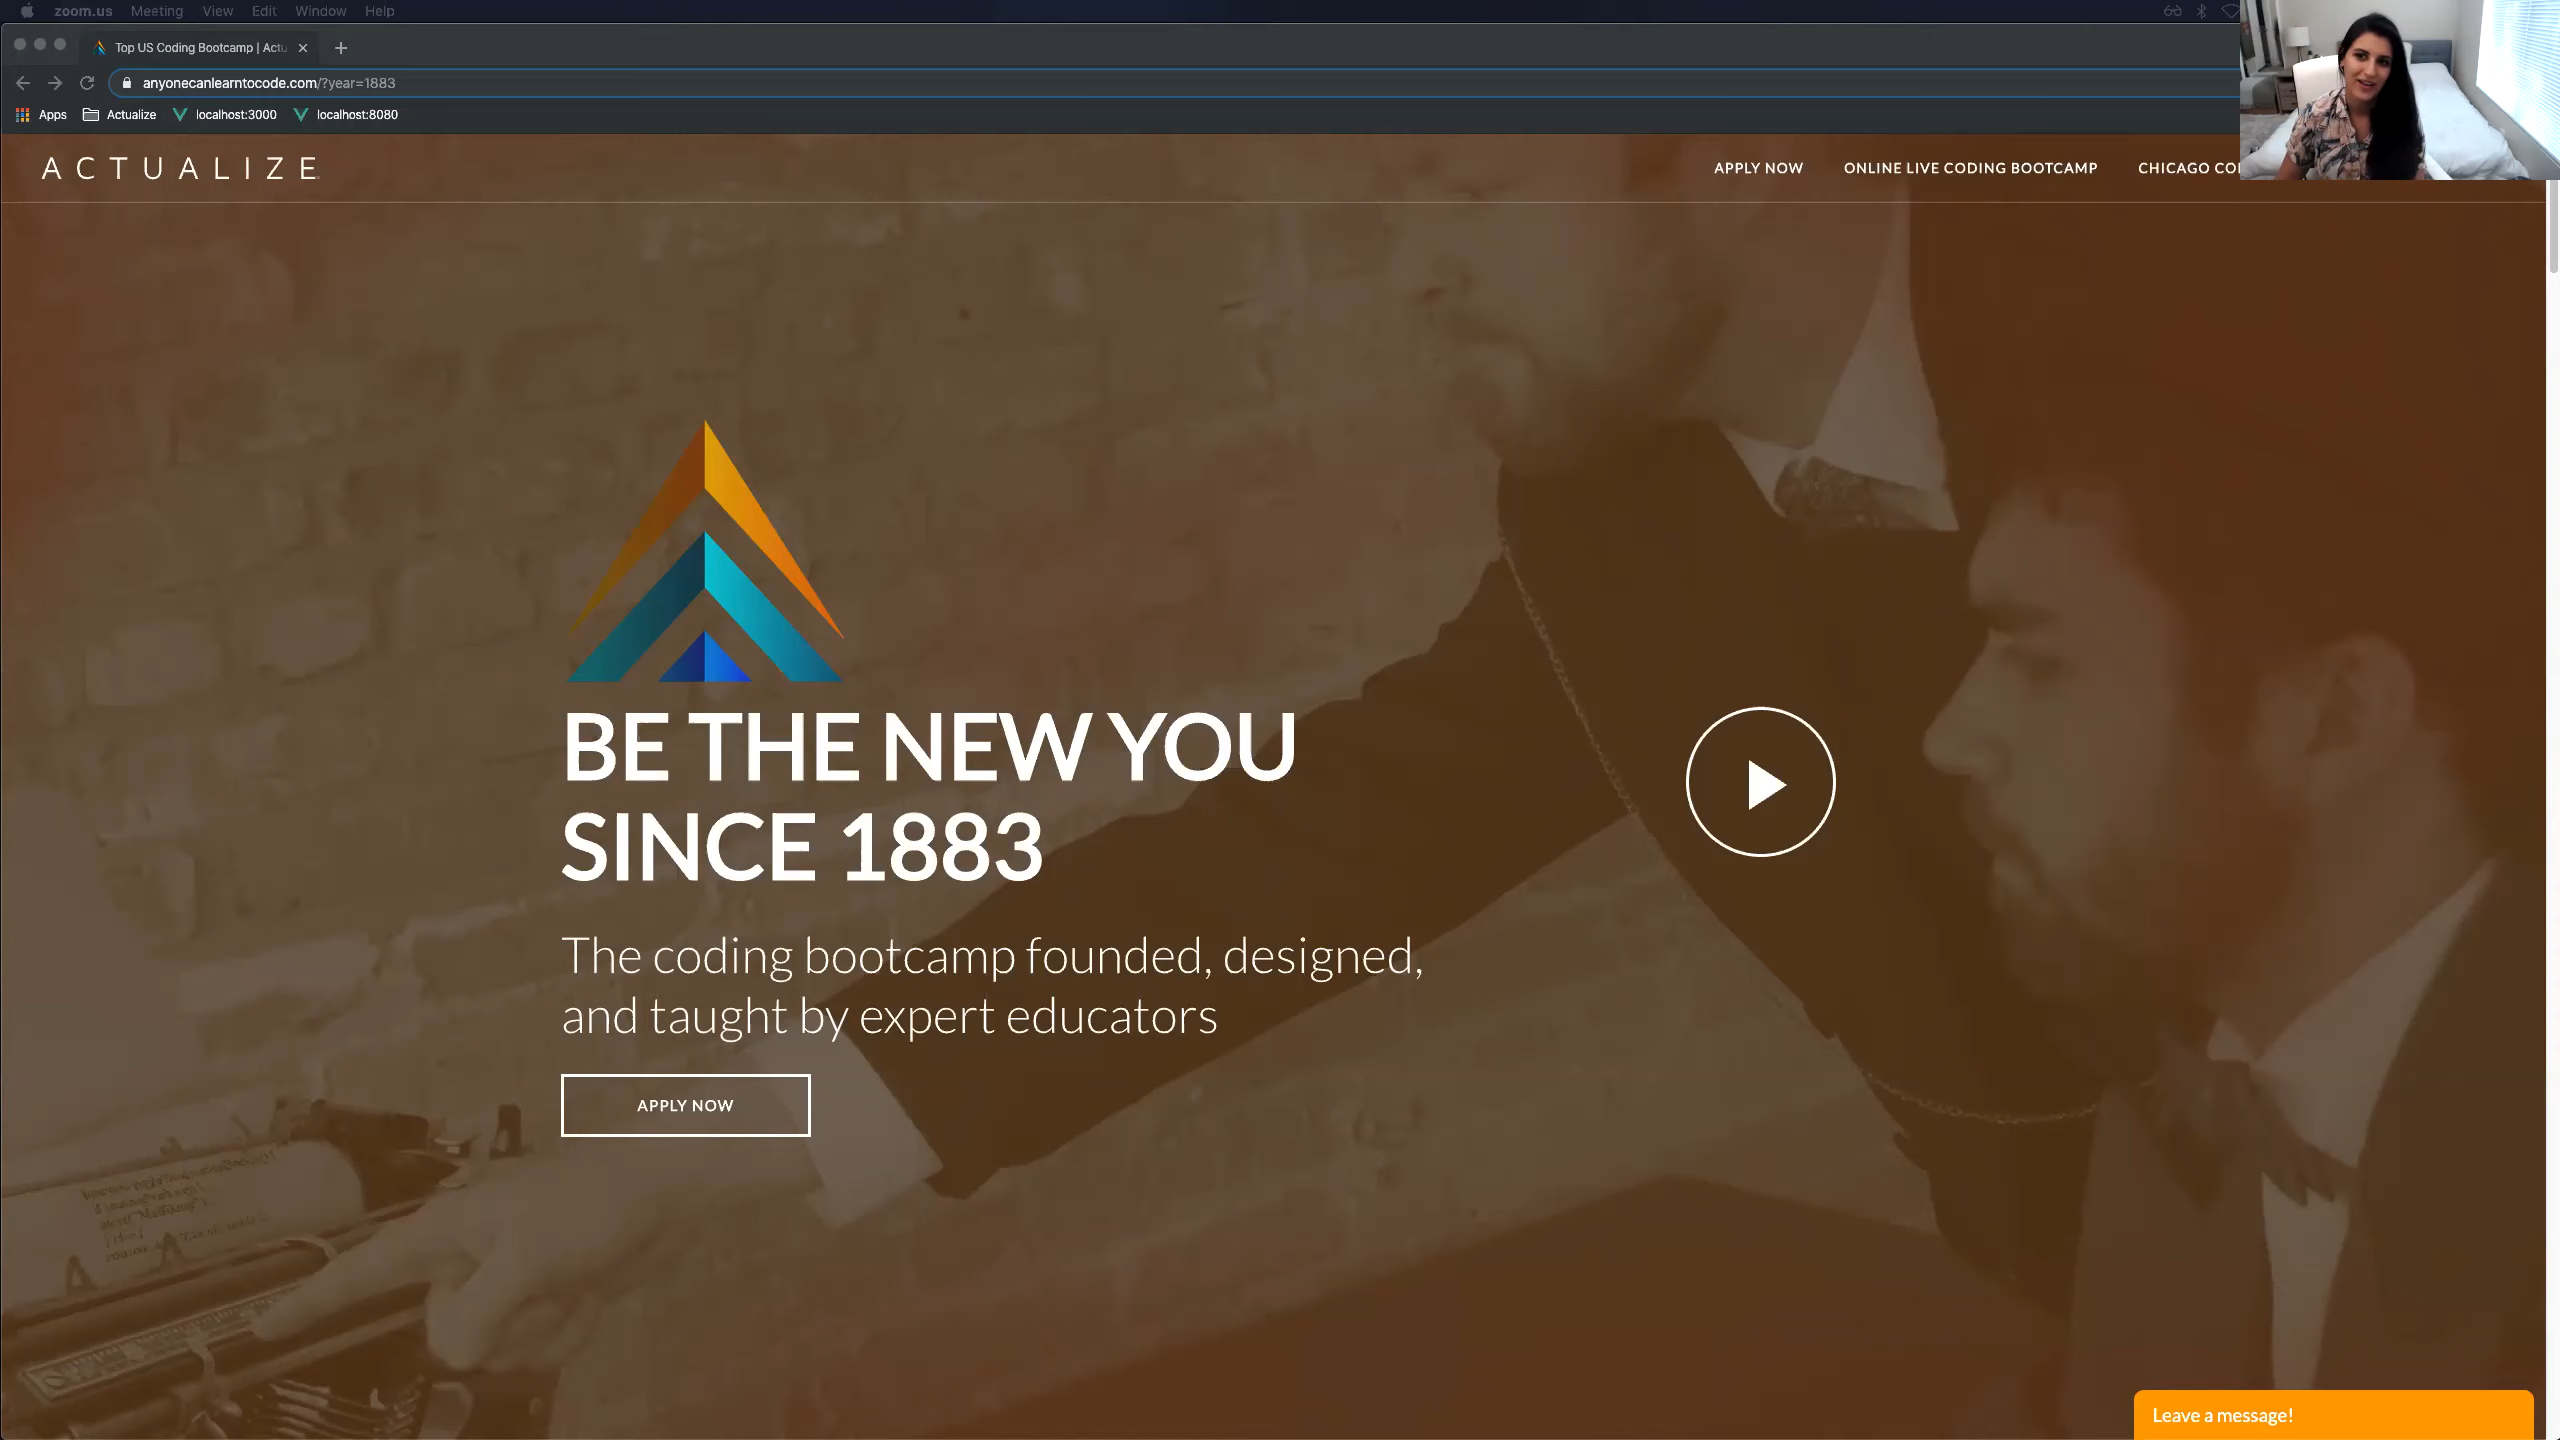 zoom.us Meeting View Edit Window Help
Top US Coding Bootcamp | Actu
anyonecanlearntocode.com/?year=1883
Apps Actualize localhost:3000 localhost:8080
ACTUALIZE
APPLY NOW ONLINE LIVE CODING BOOTCAMP CHICAGO
BE THE NEW YOU
SINCE 1883
The coding bootcamp founded, designed,
and taught by expert educators
APPLY NOW
Leave a message!